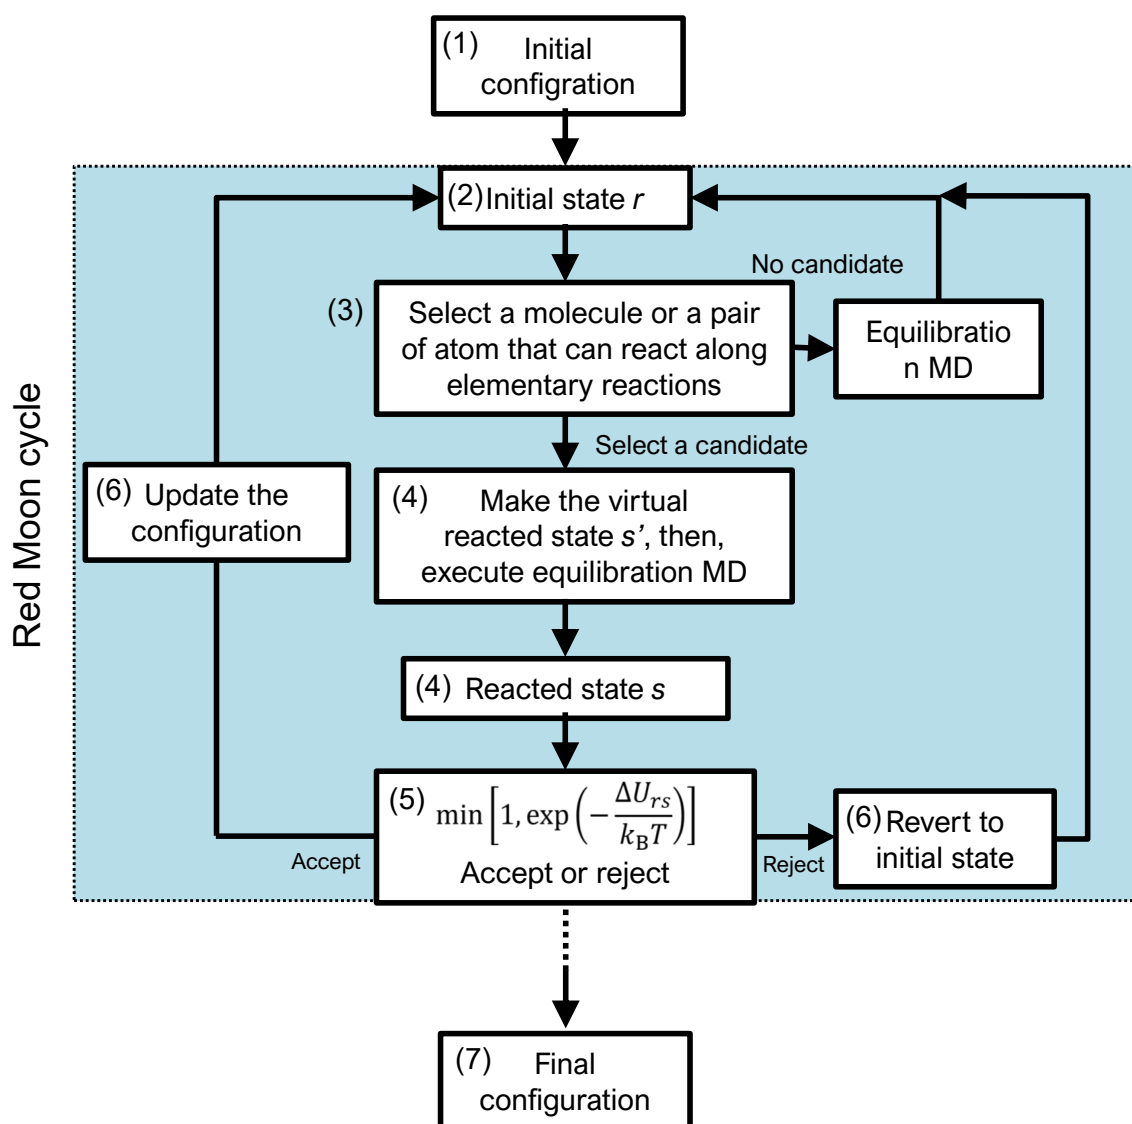 (1) Initial
configration
(2) Initial state r
No candidate
(3) Select a molecule or a pair
of atom that can react along
elementary reactions
Equilibratio
n MD
Select a candidate
(6) Update the
configuration
(4) Make the virtual
reacted state s’, then,
execute equilibration MD
Red Moon cycle
(4) Reacted state s
(5) min [1, exp (−ΔU_rs / k_B T)]
Accept or reject
Accept
Reject
(6) Revert to
initial state
(7) Final
configuration